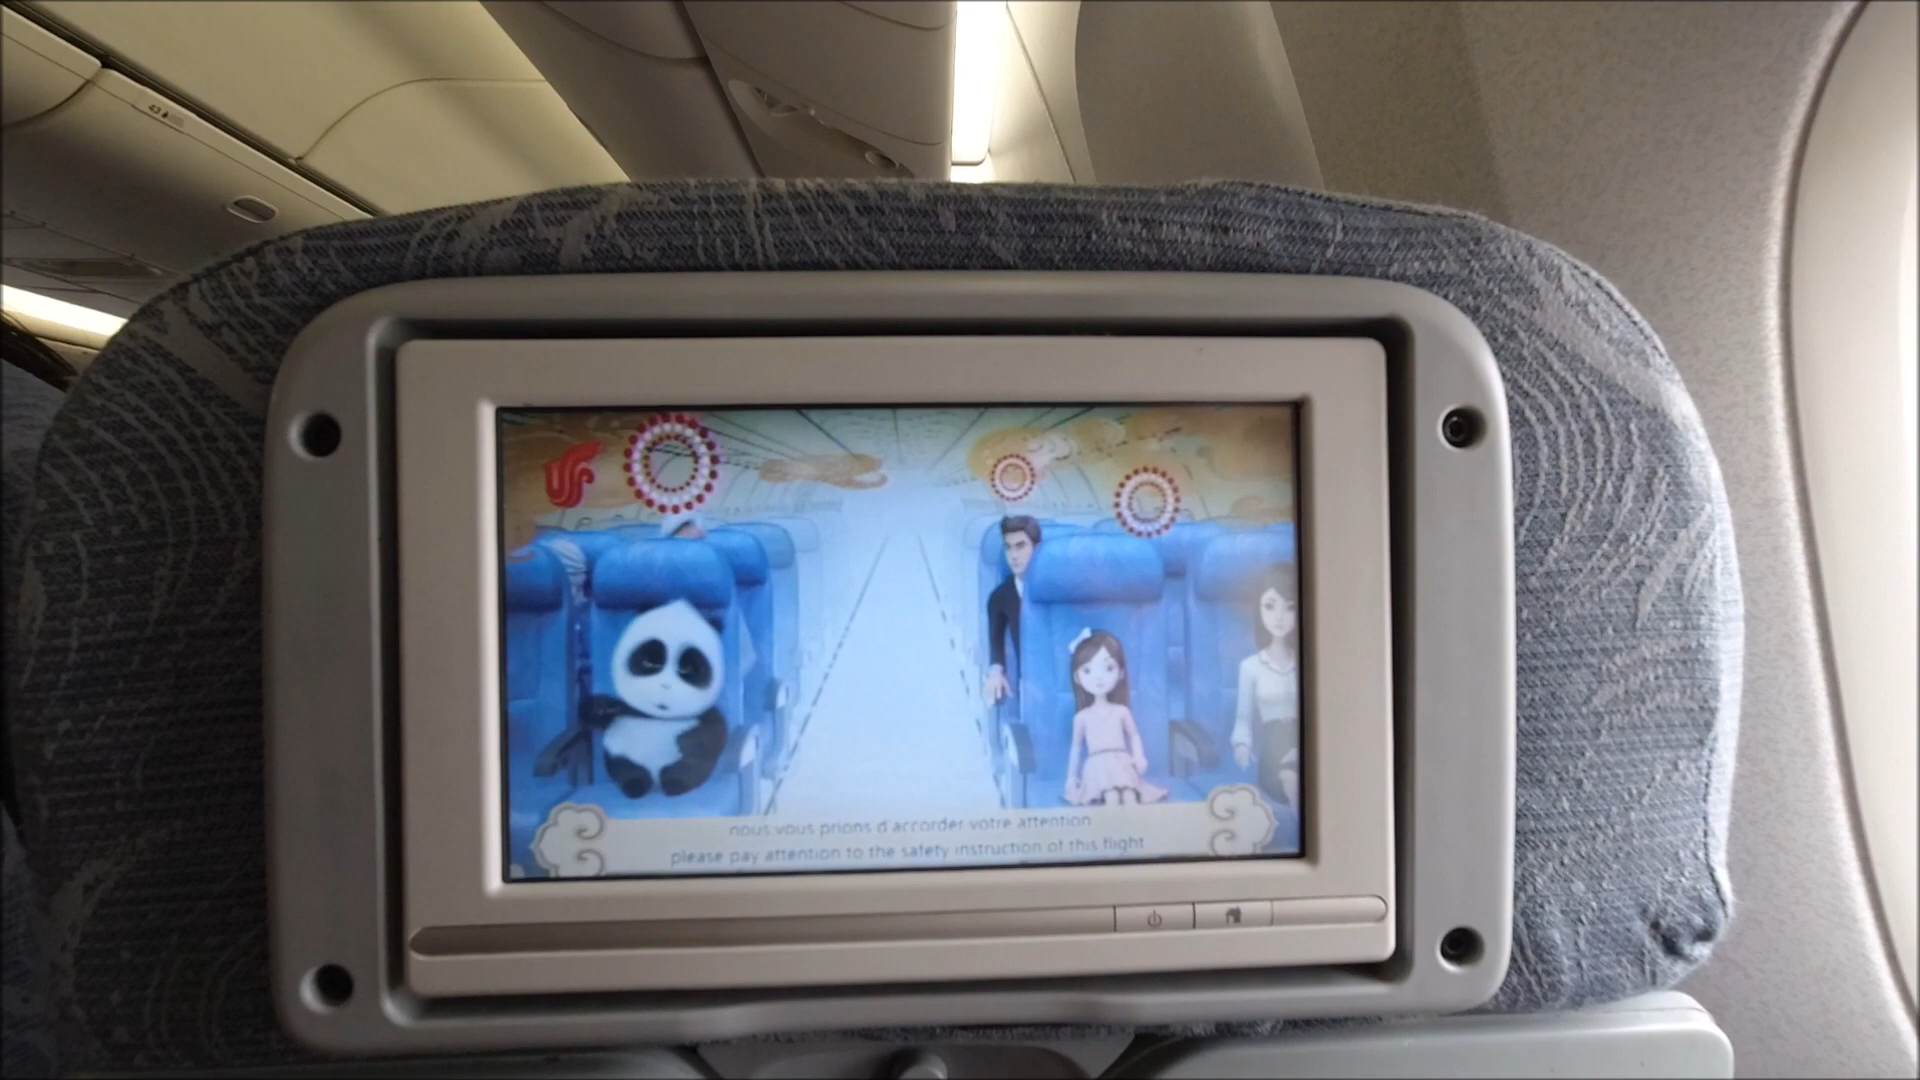 nous vous prions d'accorder votre attention
please pay attention to the safety instruction of this flight